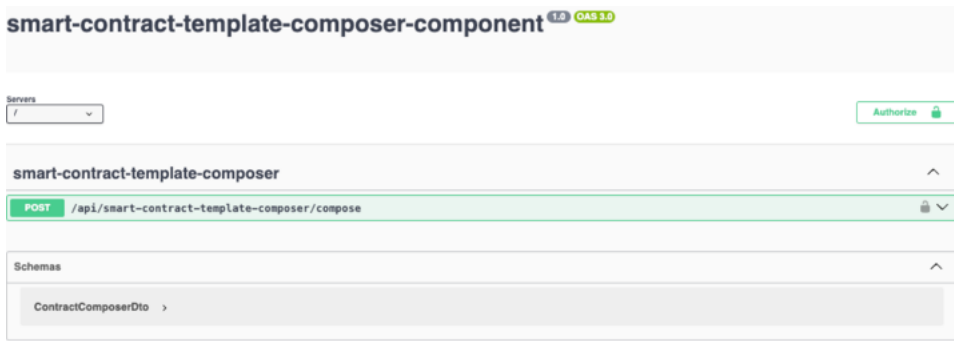 smart-contract-template-composer-component 1.0 OAS 3.0
Servers
/
Authorize
smart-contract-template-composer
POST /api/smart-contract-template-composer/compose
Schemas
ContractComposerDto